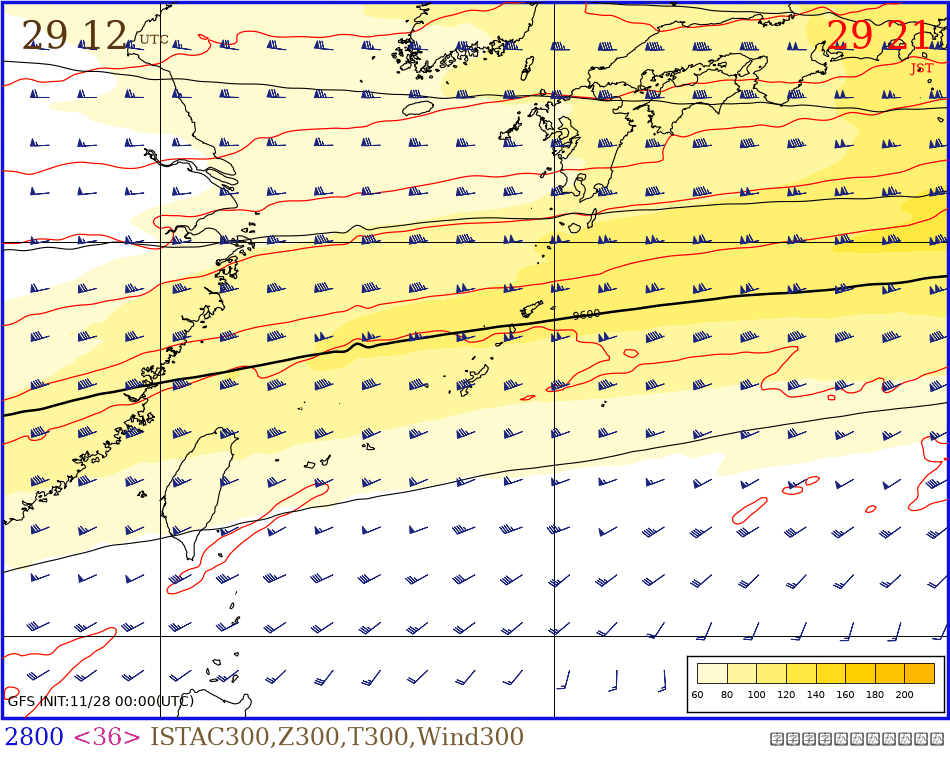 29 12 UTC
29 21
JST
9600
60 80 100 120 140 160 180 200
GFS INIT:11/28 00:00(UTC)
2800 <36> ISTAC300,Z300,T300,Wind300